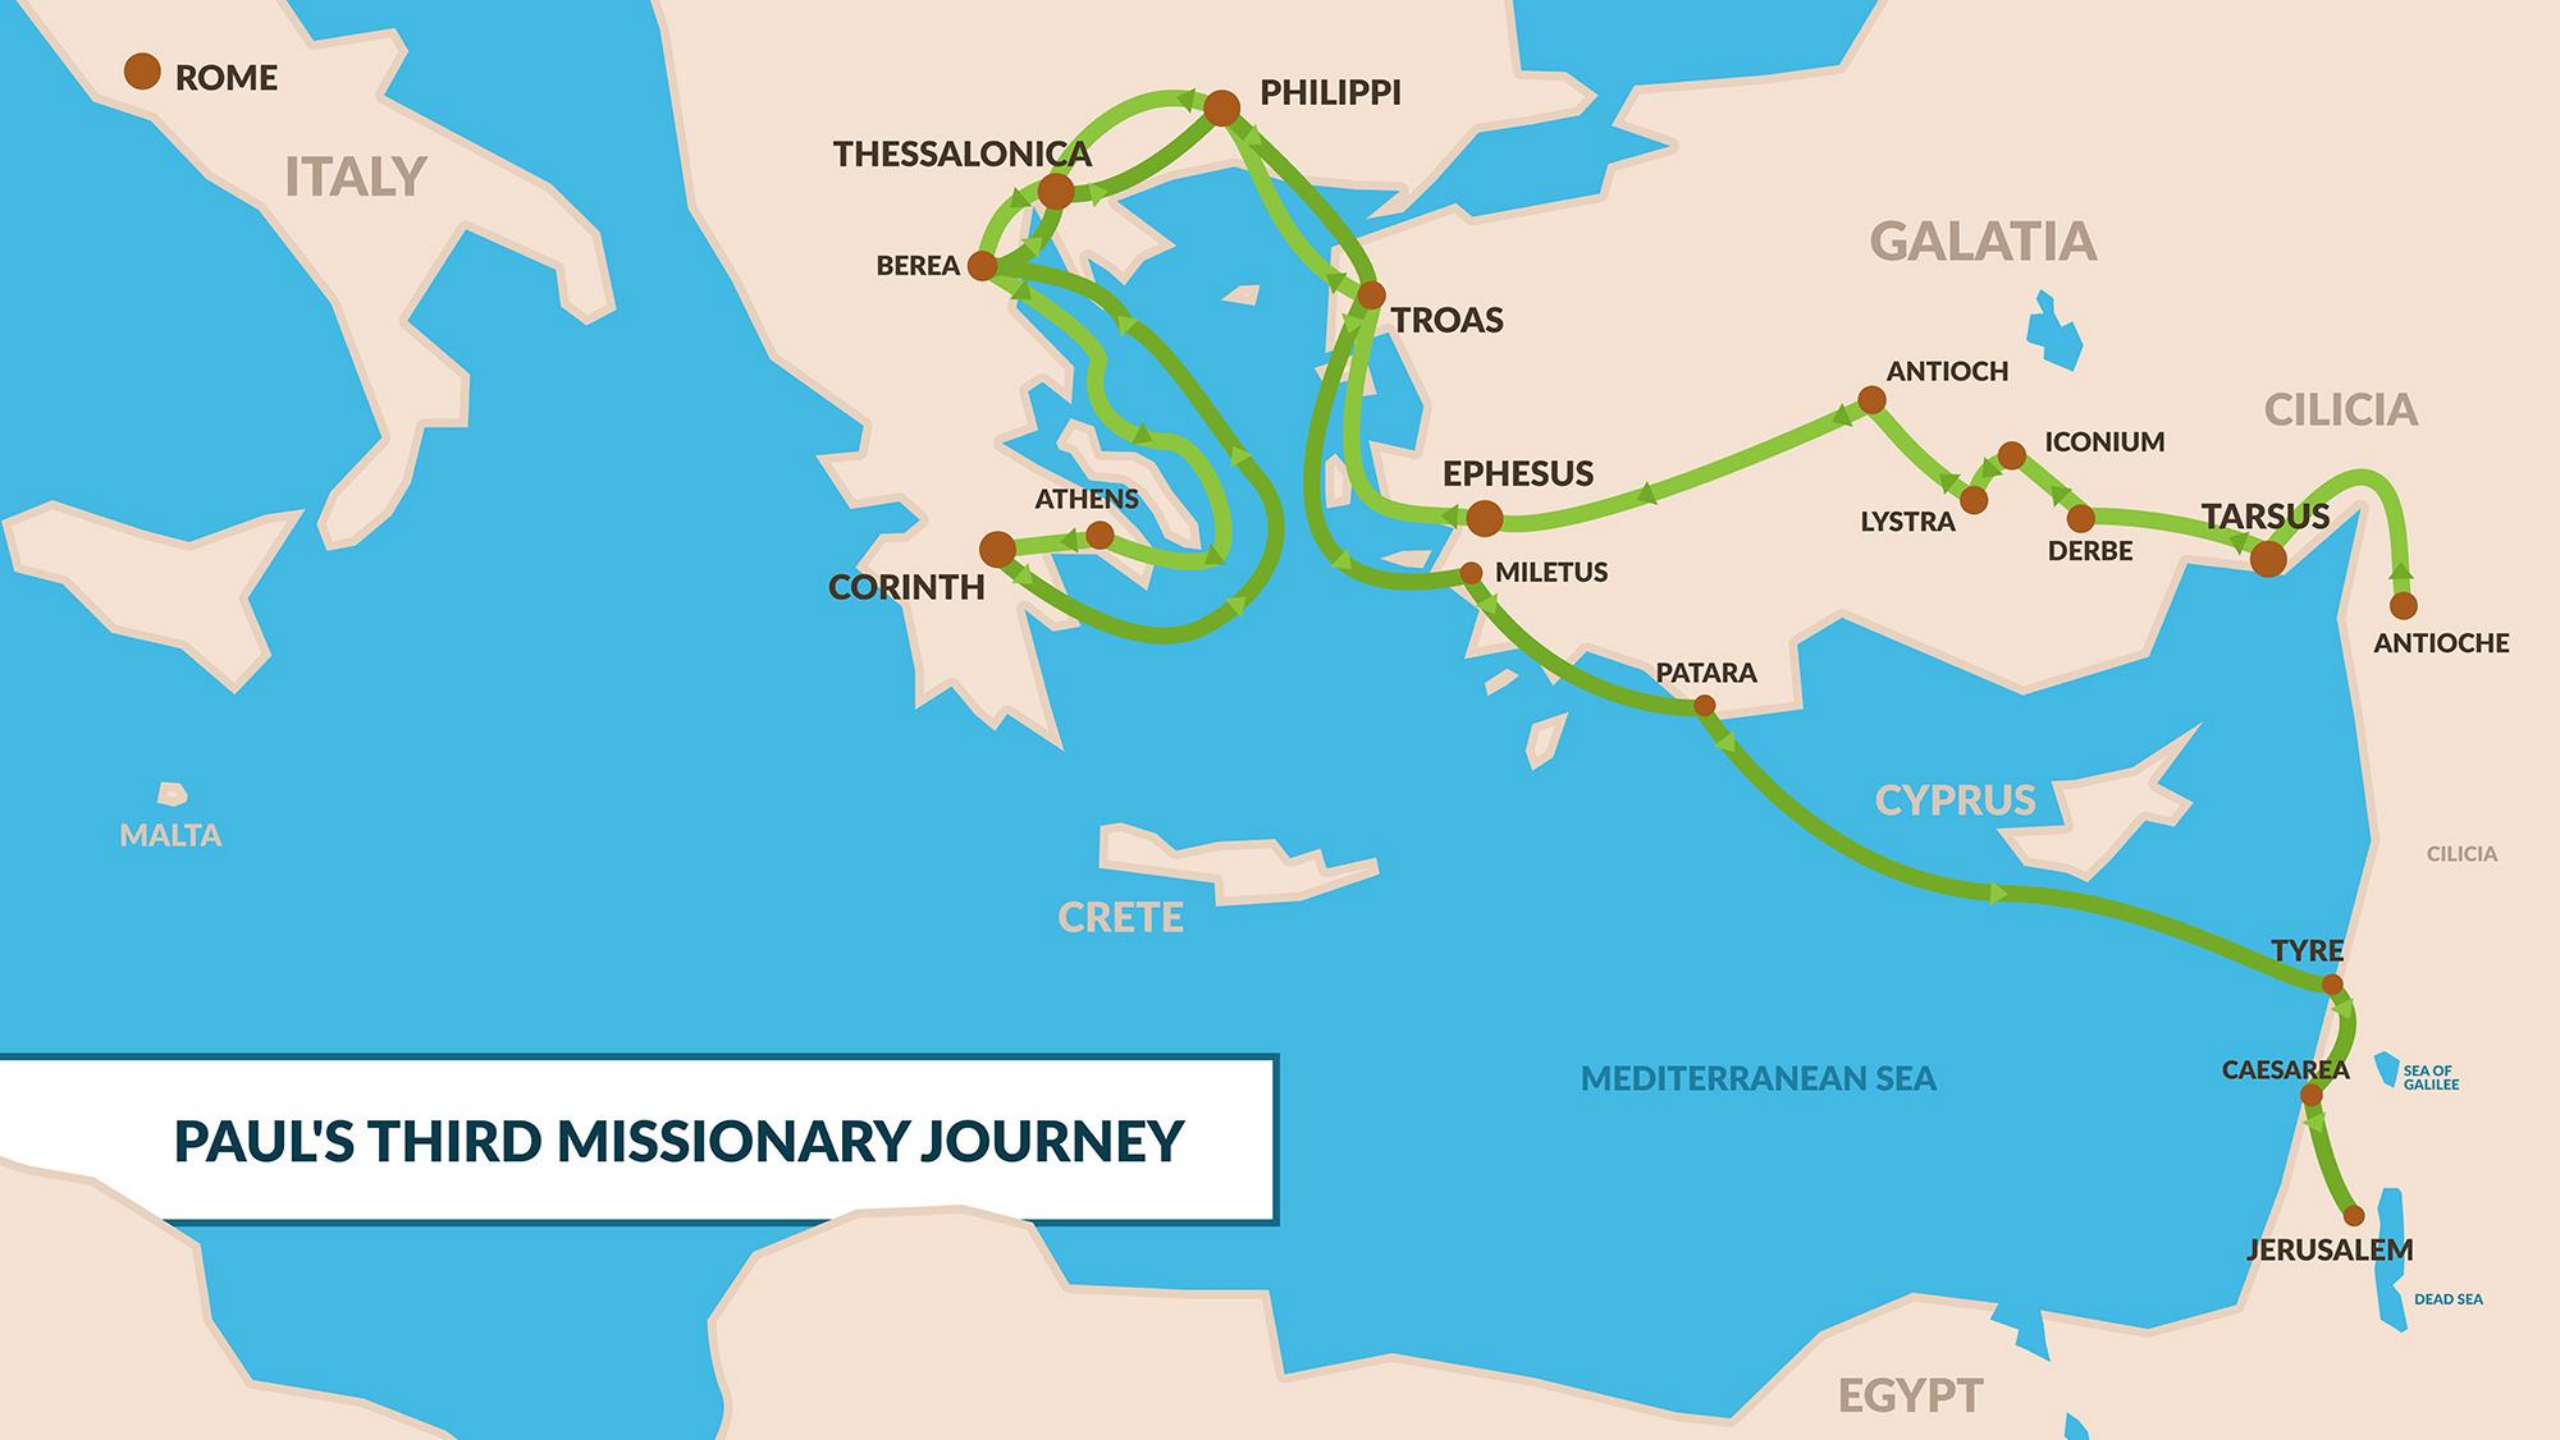 ROME
PHILIPPI
THESSALONICA
ITALY
GALATIA
BEREA
TROAS
ANTIOCH
CILICIA
ICONIUM
EPHESUS
ATHENS
TARSUS
LYSTRA
DERBE
MILETUS
CORINTH
ANTIOCHE
PATARA
CYPRUS
MALTA
CILICIA
CRETE
TYRE
CAESAREA
SEA OF
GALILEE
MEDITERRANEAN SEA
PAUL'S THIRD MISSIONARY JOURNEY
JERUSALEM
DEAD SEA
EGYPT